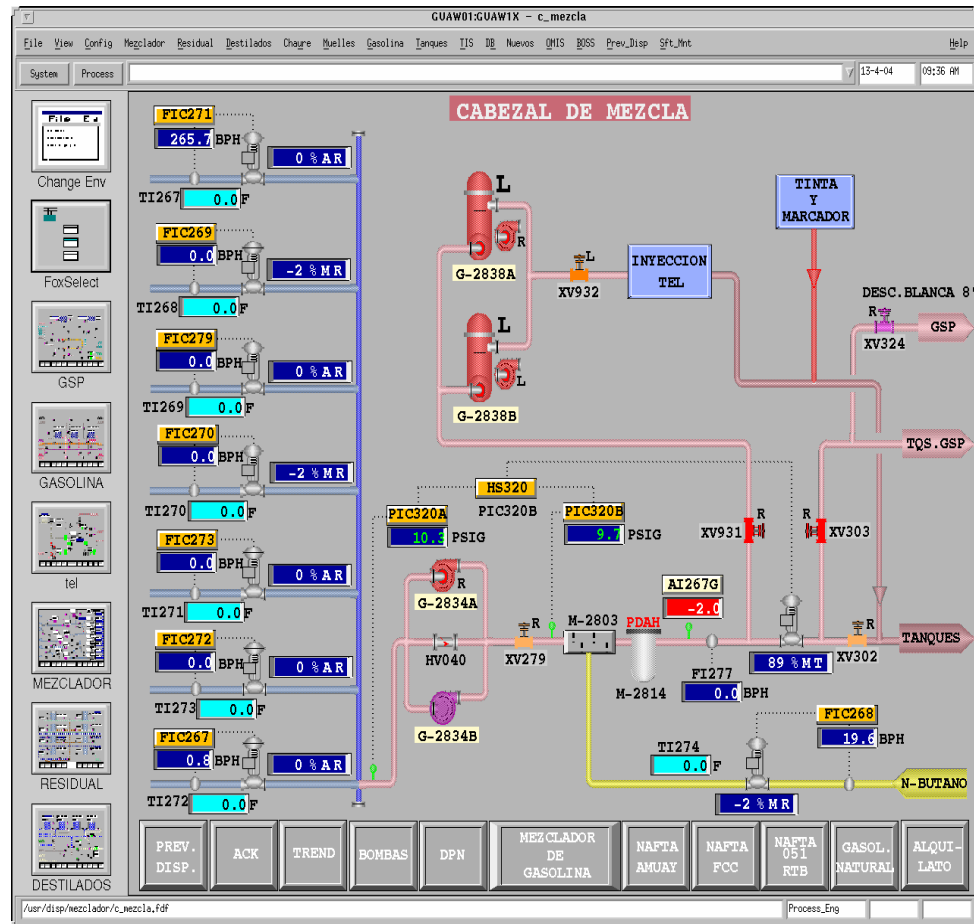 GUAW01:GUAW1X - c_mezcla
File View Config Mezclador Residual Destilados Chayre Muelles Gasolina Tanques TIS DB Nuevos OMIS BOSS Prev_Disp Sft_Mnt Help
System Process 13-4-04 09:36 AM
CABEZAL DE MEZCLA
File Ed
Change Env
FoxSelect
GSP
GASOLINA
tel
MEZCLADOR
RESIDUAL
DESTILADOS
FIC271
265.7 BPH
0 % AR
TI267 0.0 F
FIC269
0.0 BPH
-2 % MR
TI268 0.0 F
FIC279
0.0 BPH
0 % AR
TI269 0.0 F
FIC270
0.0 BPH
-2 % MR
TI270 0.0 F
FIC273
0.0 BPH
0 % AR
TI271 0.0 F
FIC272
0.0 BPH
0 % AR
TI273 0.0 F
FIC267
0.8 BPH
0 % AR
TI272 0.0 F
L
R
G-2838A
L
L
G-2838B
L
XV932
INYECCION
TEL
TINTA
Y
MARCADOR
DESC.BLANCA 8"
R
XV324
GSP
TQS.GSP
HS320
PIC320B
PIC320A
10.3 PSIG
PIC320B
9.7 PSIG
R
XV931
R
XV303
R
G-2834A
HV040
G-2834B
R
XV279
M-2803
PDAH
M-2814
AI267G
-2.0
FI277
0.0 BPH
89 % MT
R
XV302
TANQUES
FIC268
19.6 BPH
TI274
0.0 F
-2 % MR
N-BUTANO
PREV.
DISP.
ACK
TREND
BOMBAS
DPN
MEZCLADOR
DE
GASOLINA
NAFTA
AMUAY
NAFTA
FCC
NAFTA
051
RTB
GASOL.
NATURAL
ALQUI-
LATO
/usr/disp/mezclador/c_mezcla.fdf
Process_Eng